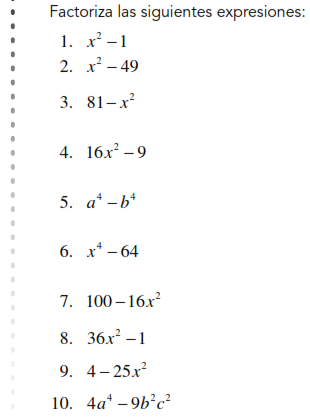 Factoriza las siguientes expresiones:
1. x² – 1
2. x² – 49
3. 81 – x²
4. 16x² – 9
5. a⁴ – b⁴
6. x⁴ – 64
7. 100 – 16x²
8. 36x² – 1
9. 4 – 25x²
10. 4a⁴ – 9b²c²